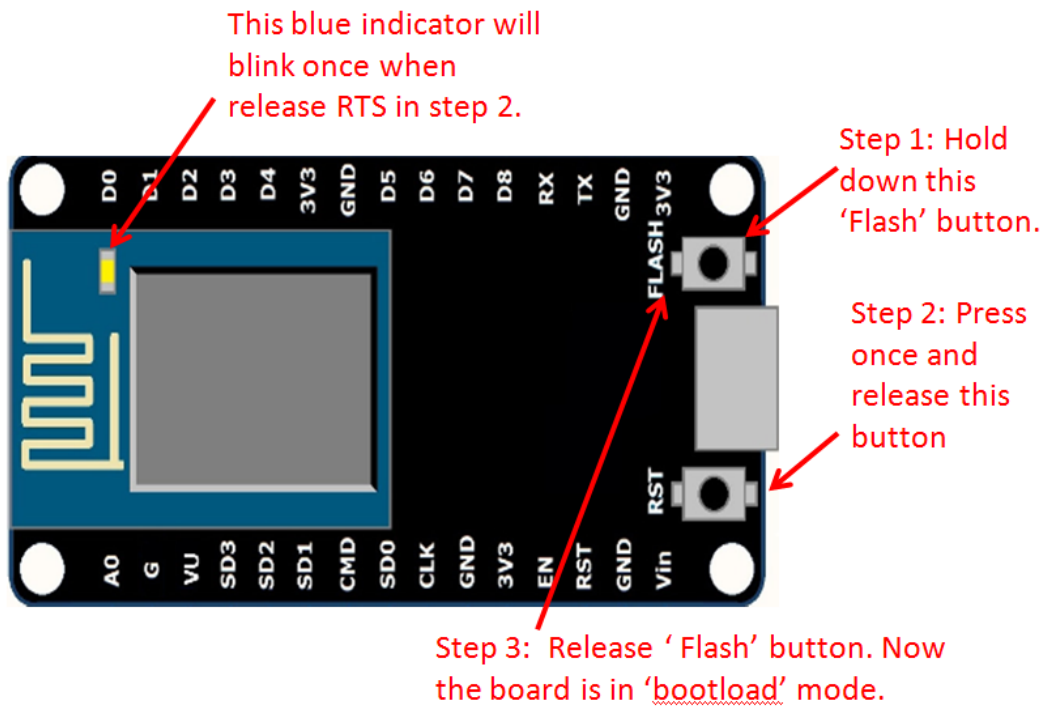 This blue indicator will
blink once when
release RTS in step 2.
Step 1: Hold
down this
‘Flash’ button.
D0 D1 D2 D3 D4 3V3 GND D5 D6 D7 D8 RX TX GND 3V3
FLASH
Step 2: Press
once and
release this
button
RST
A0 G VU SD3 SD2 SD1 CMD SD0 CLK GND 3V3 EN RST GND Vin
Step 3: Release ‘ Flash’ button. Now
the board is in ‘bootload’ mode.